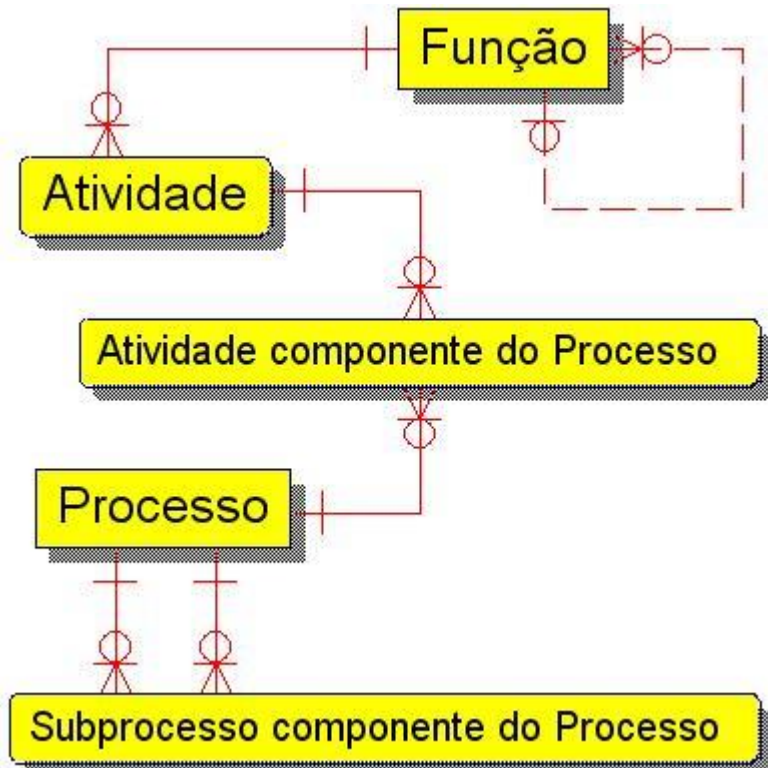 Função
Atividade
Atividade componente do Processo
Processo
Subprocesso componente do Processo